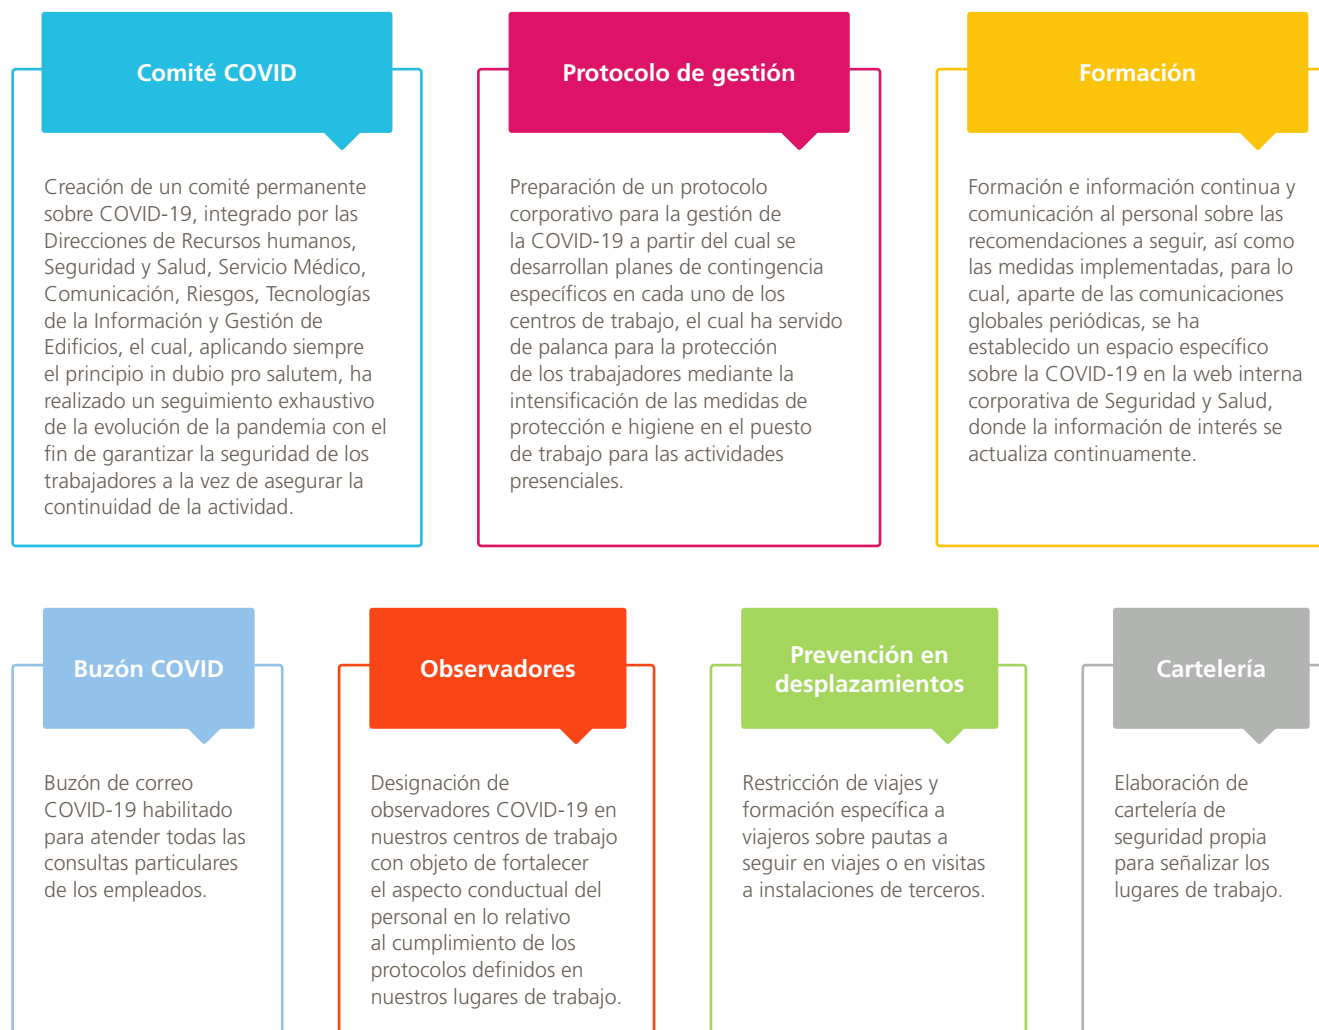 Comité COVID
Creación de un comité permanente
sobre COVID-19, integrado por las
Direcciones de Recursos humanos,
Seguridad y Salud, Servicio Médico,
Comunicación, Riesgos, Tecnologías
de la Información y Gestión de
Edificios, el cual, aplicando siempre
el principio in dubio pro salutem, ha
realizado un seguimiento exhaustivo
de la evolución de la pandemia con el
fin de garantizar la seguridad de los
trabajadores a la vez de asegurar la
continuidad de la actividad.
Protocolo de gestión
Preparación de un protocolo
corporativo para la gestión de
la COVID-19 a partir del cual se
desarrollan planes de contingencia
específicos en cada uno de los
centros de trabajo, el cual ha servido
de palanca para la protección
de los trabajadores mediante la
intensificación de las medidas de
protección e higiene en el puesto
de trabajo para las actividades
presenciales.
Formación
Formación e información continua y
comunicación al personal sobre las
recomendaciones a seguir, así como
las medidas implementadas, para lo
cual, aparte de las comunicaciones
globales periódicas, se ha
establecido un espacio específico
sobre la COVID-19 en la web interna
corporativa de Seguridad y Salud,
donde la información de interés se
actualiza continuamente.
Buzón COVID
Buzón de correo
COVID-19 habilitado
para atender todas las
consultas particulares
de los empleados.
Observadores
Designación de
observadores COVID-19 en
nuestros centros de trabajo
con objeto de fortalecer
el aspecto conductual del
personal en lo relativo
al cumplimiento de los
protocolos definidos en
nuestros lugares de trabajo.
Prevención en
desplazamientos
Restricción de viajes y
formación específica a
viajeros sobre pautas a
seguir en viajes o en visitas
a instalaciones de terceros.
Cartelería
Elaboración de
cartelería de
seguridad propia
para señalizar los
lugares de trabajo.